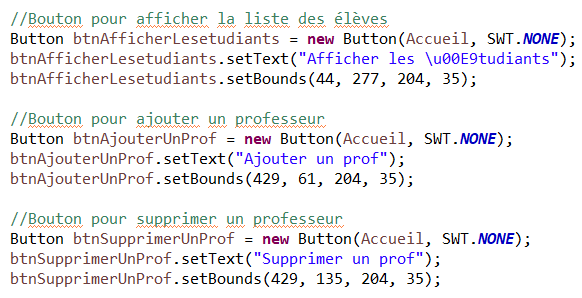 //Bouton pour afficher la liste des élèves
Button btnAfficherLesetudiants = new Button(Accueil, SWT.NONE);
btnAfficherLesetudiants.setText("Afficher les \u00E9tudiants");
btnAfficherLesetudiants.setBounds(44, 277, 204, 35);
//Bouton pour ajouter un professeur
Button btnAjouterUnProf = new Button(Accueil, SWT.NONE);
btnAjouterUnProf.setText("Ajouter un prof");
btnAjouterUnProf.setBounds(429, 61, 204, 35);
//Bouton pour supprimer un professeur
Button btnSupprimerUnProf = new Button(Accueil, SWT.NONE);
btnSupprimerUnProf.setText("Supprimer un prof");
btnSupprimerUnProf.setBounds(429, 135, 204, 35);